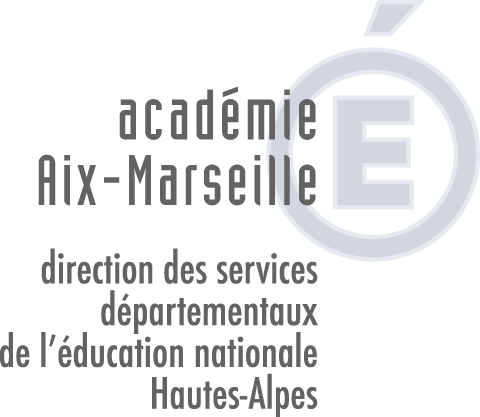 É
académie
Aix-Marseille
direction des services
départementaux
de l’éducation nationale
Hautes-Alpes